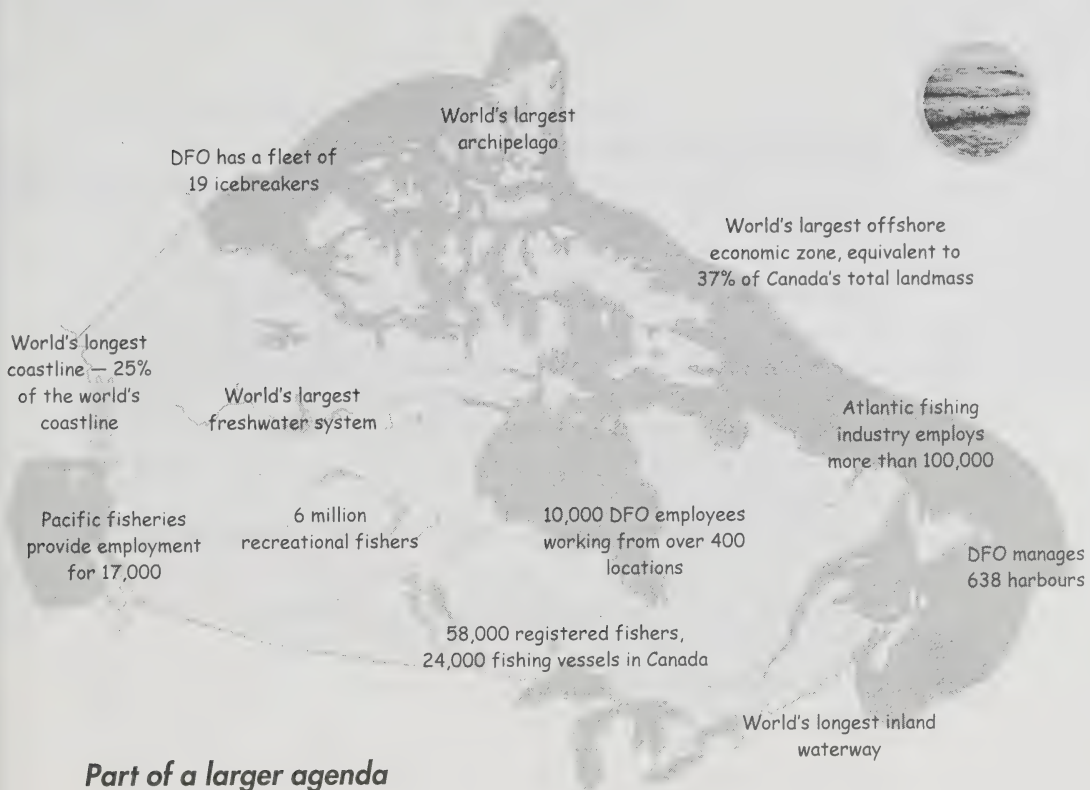 World's largest
archipelago
DFO has a fleet of
19 icebreakers
World's largest offshore
economic zone, equivalent to
37% of Canada's total landmass
World's longest
coastline – 25%
of the world's
coastline
World's largest
freshwater system
Atlantic fishing
industry employs
more than 100,000
Pacific fisheries
provide employment
for 17,000
6 million
recreational fishers
10,000 DFO employees
working from over 400
locations
DFO manages
638 harbours
58,000 registered fishers,
24,000 fishing vessels in Canada
World's longest inland
waterway
Part of a larger agenda